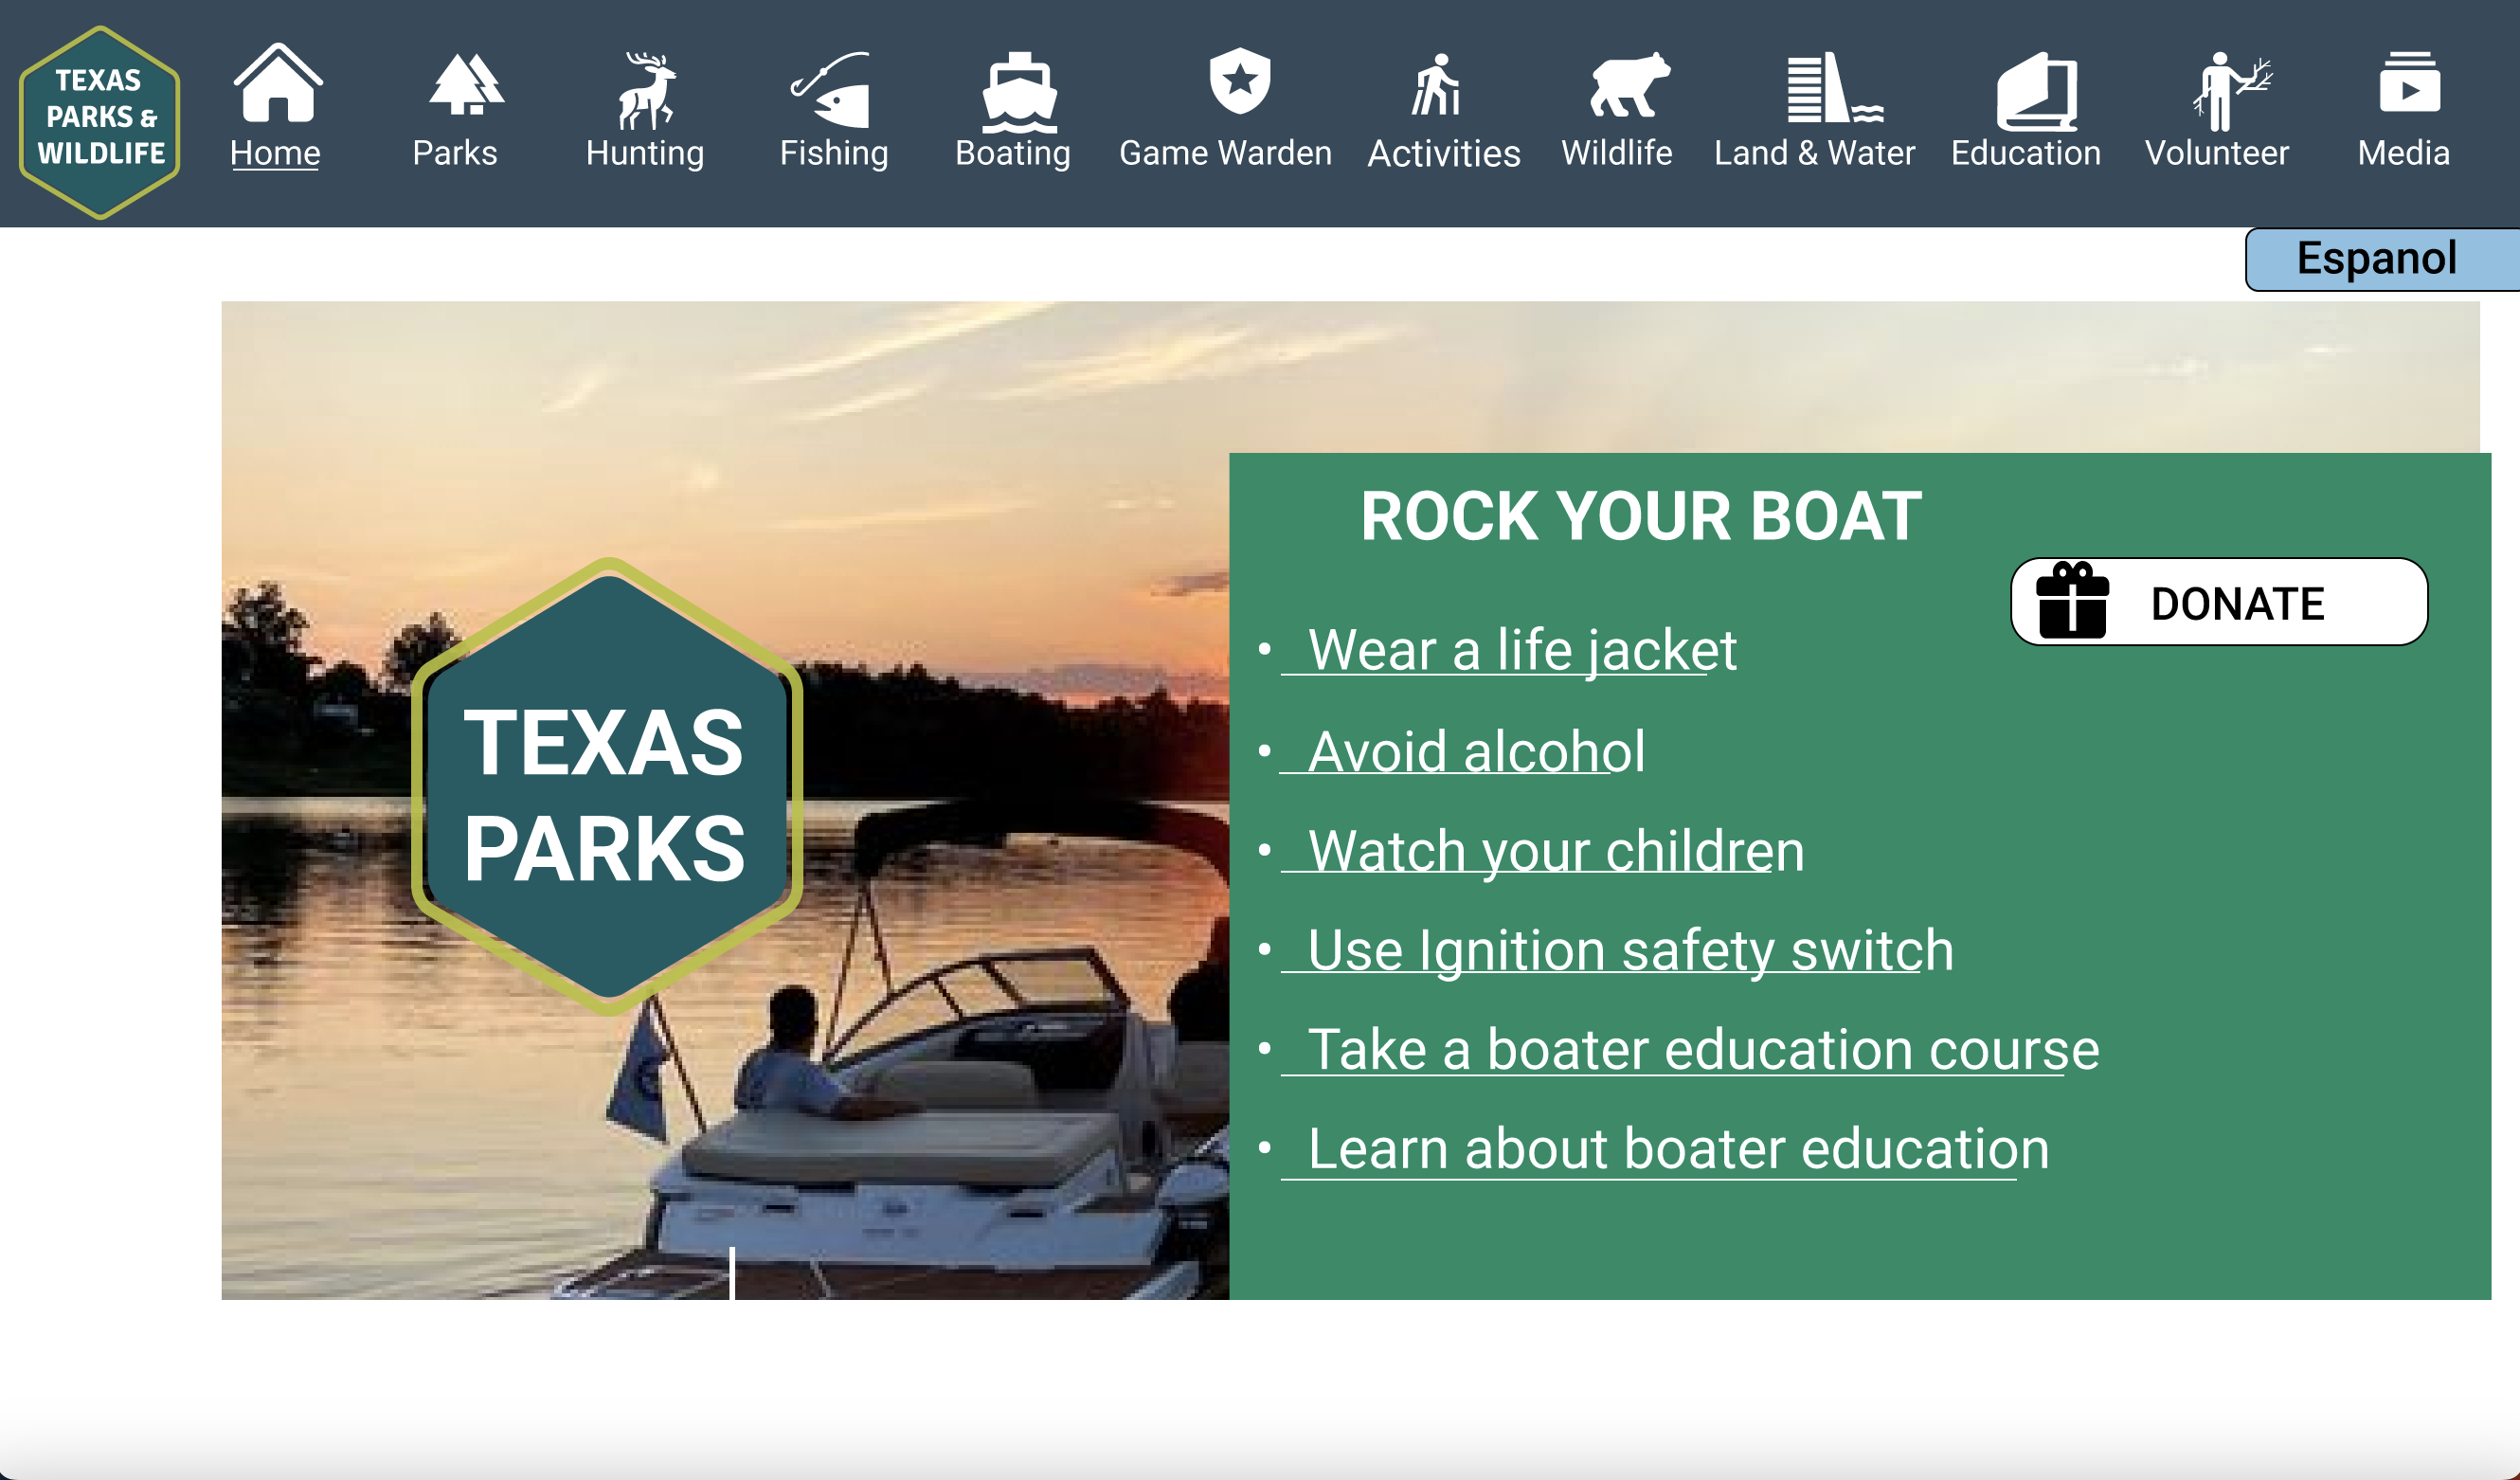 TEXAS
PARKS &
WILDLIFE
Home
Parks
Hunting
Fishing
Boating
Game Warden
Activities
Wildlife
Land & Water
Education
Volunteer
Media
Espanol
TEXAS
PARKS
ROCK YOUR BOAT
DONATE
• Wear a life jacket
• Avoid alcohol
• Watch your children
• Use Ignition safety switch
• Take a boater education course
• Learn about boater education